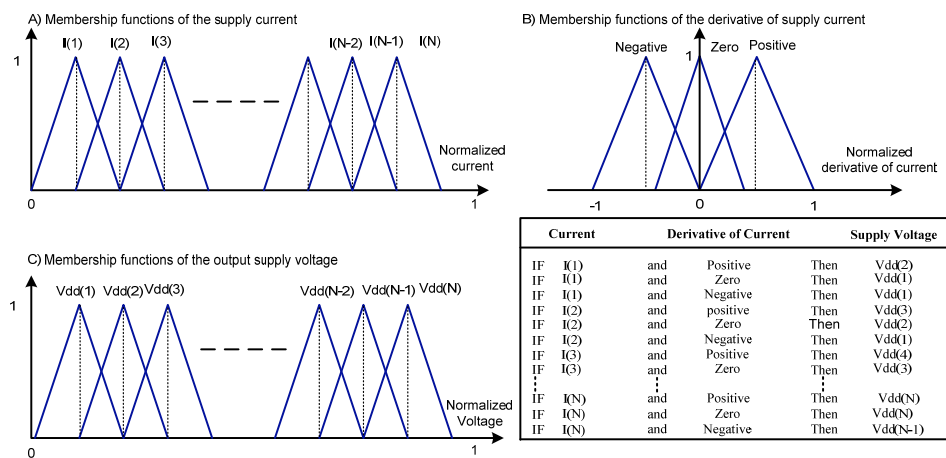 A) Membership functions of the supply current
I(1) I(2) I(3) I(N-2) I(N-1) I(N)
1
Normalized
current
0 1
B) Membership functions of the derivative of supply current
Negative Zero Positive
1
Normalized
derivative of current
-1 0 1
C) Membership functions of the output supply voltage
Vdd(1) Vdd(2) Vdd(3) Vdd(N-2) Vdd(N-1) Vdd(N)
1
Normalized
Voltage
0 1
Current Derivative of Current Supply Voltage
IF I(1) and Positive Then Vdd(2)
IF I(1) and Zero Then Vdd(1)
IF I(1) and Negative Then Vdd(1)
IF I(2) and positive Then Vdd(3)
IF I(2) and Zero Then Vdd(2)
IF I(2) and Negative Then Vdd(1)
IF I(3) and Positive Then Vdd(4)
IF I(3) and Zero Then Vdd(3)
IF I(N) and Positive Then Vdd(N)
IF I(N) and Zero Then Vdd(N)
IF I(N) and Negative Then Vdd(N-1)